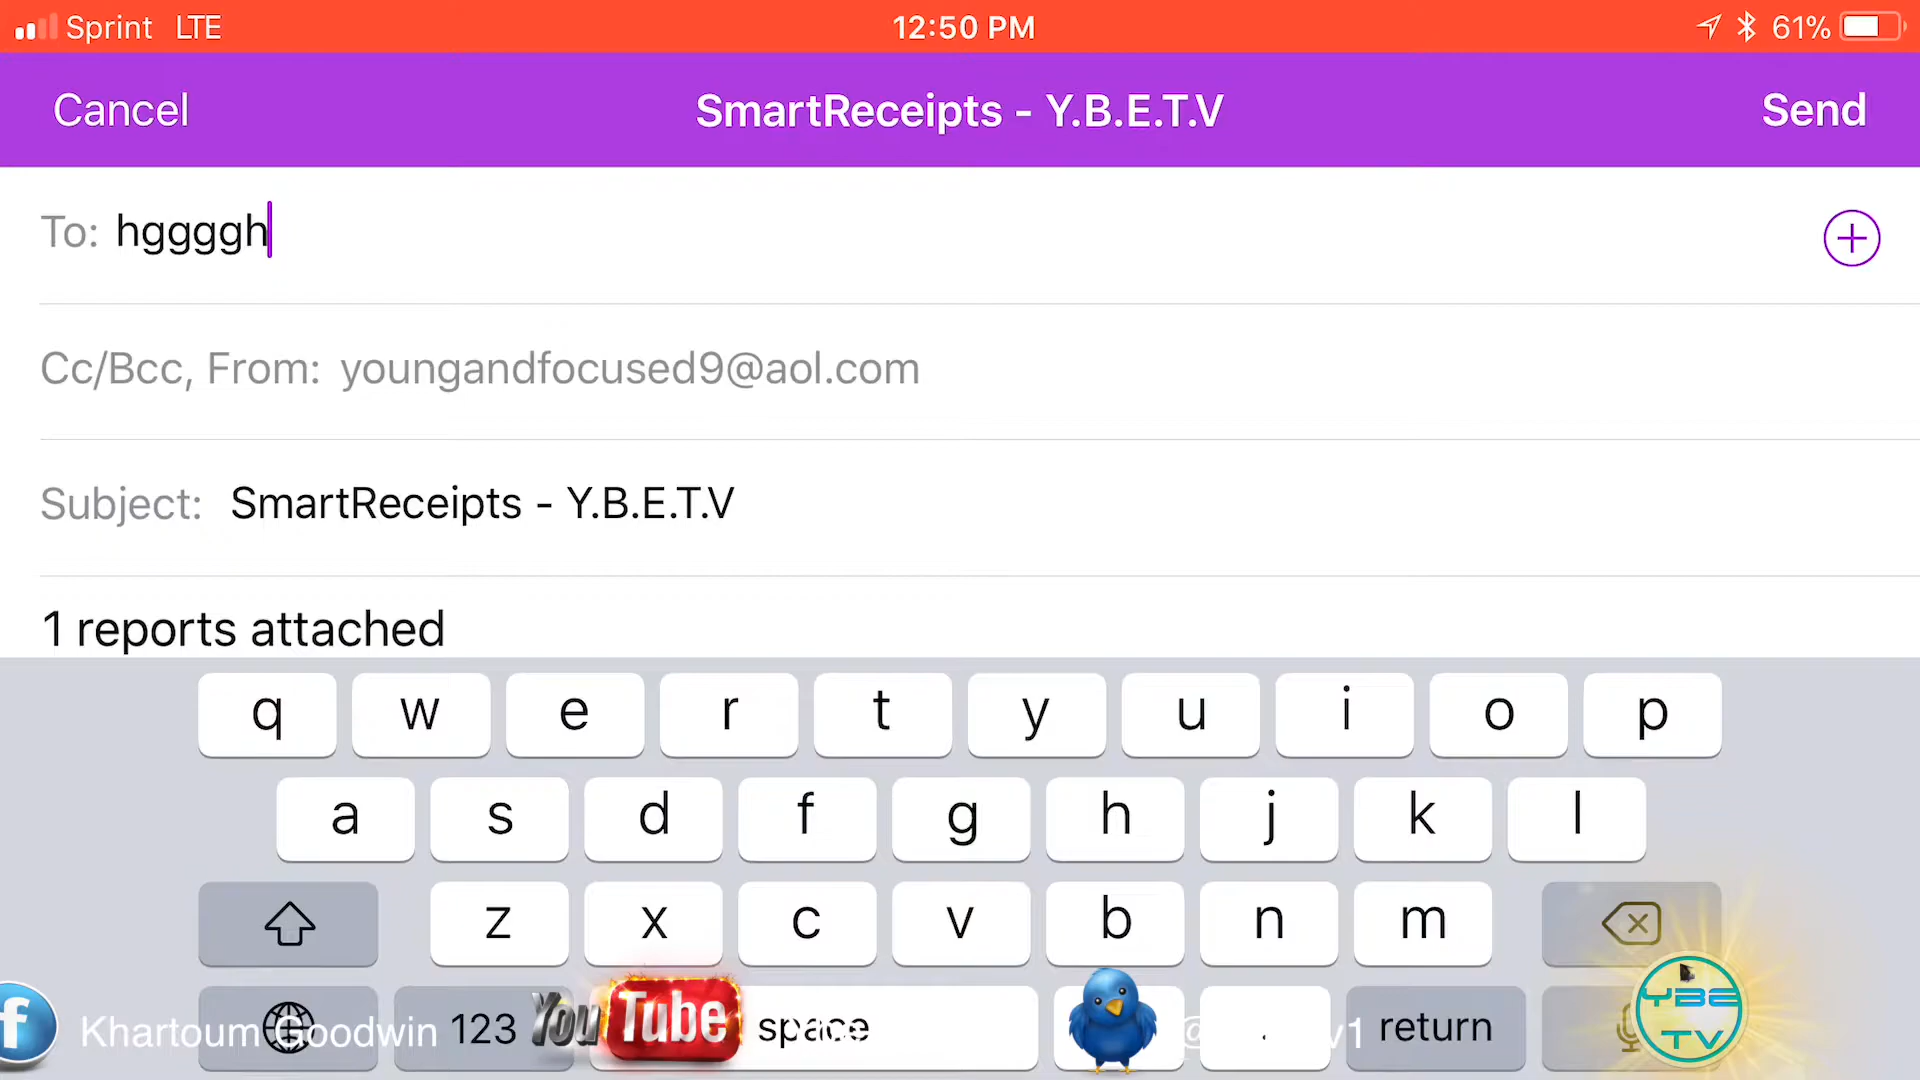 Sprint LTE 12:50 PM 61%
Cancel SmartReceipts - Y.B.E.T.V Send
To: hggggh
Cc/Bcc, From: youngandfocused9@aol.com
Subject: SmartReceipts - Y.B.E.T.V
1 reports attached
q w e r t y u i o p
a s d f g h j k l
z x c v b n m
f Khartoum Goodwin 123 YouTube space @ . v1 return YBE TV